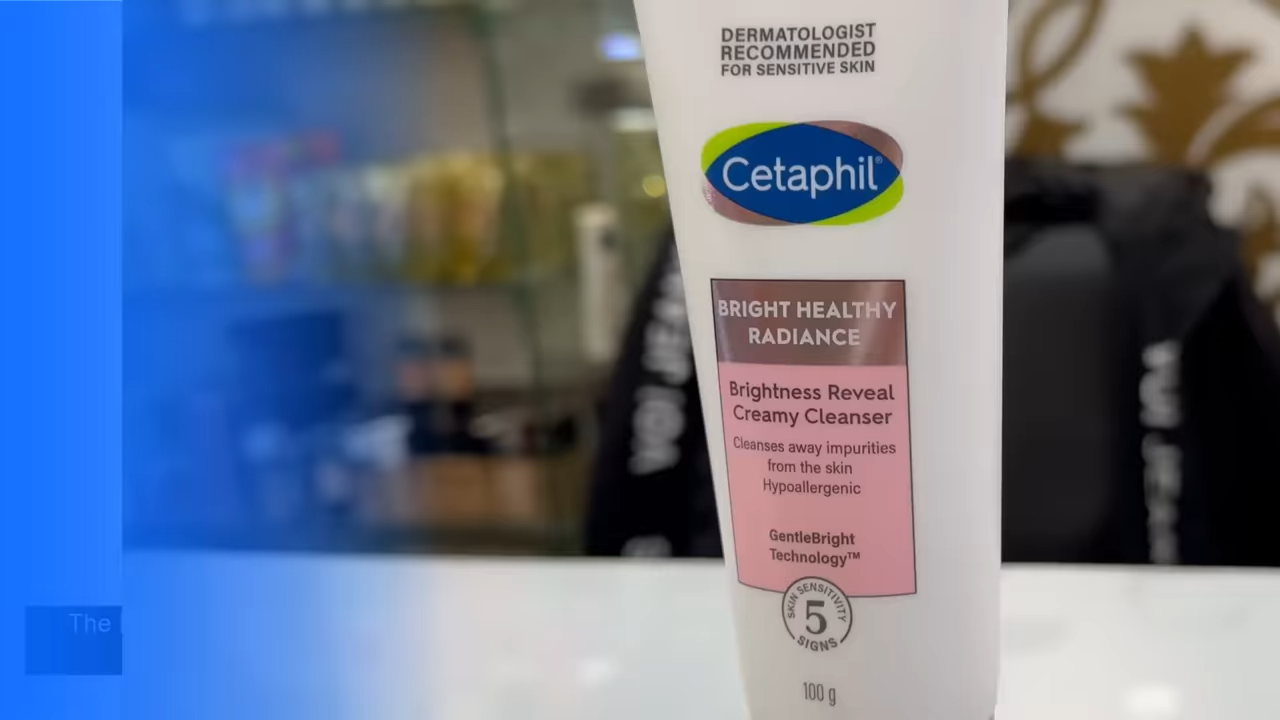 DERMATOLOGIST
RECOMMENDED
FOR SENSITIVE SKIN
Cetaphil®
BRIGHT HEALTHY
RADIANCE
Brightness Reveal
Creamy Cleanser
Cleanses away impurities
from the skin
Hypoallergenic
GentleBright
Technology™
SKIN SENSITIVITY
5
SIGNS
100 g
The